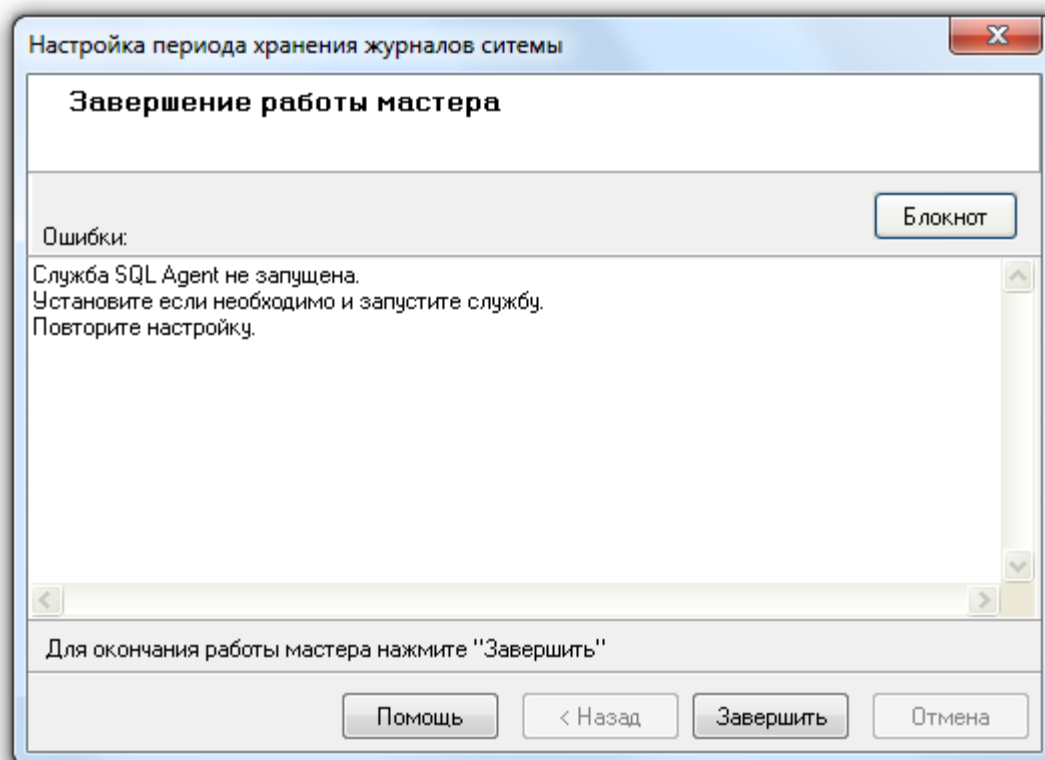 Настройка периода хранения журналов ситемы
Завершение работы мастера
Блокнот
Ошибки:
Служба SQL Agent не запущена.
Установите если необходимо и запустите службу.
Повторите настройку.
Для окончания работы мастера нажмите "Завершить"
Помощь
< Назад
Завершить
Отмена